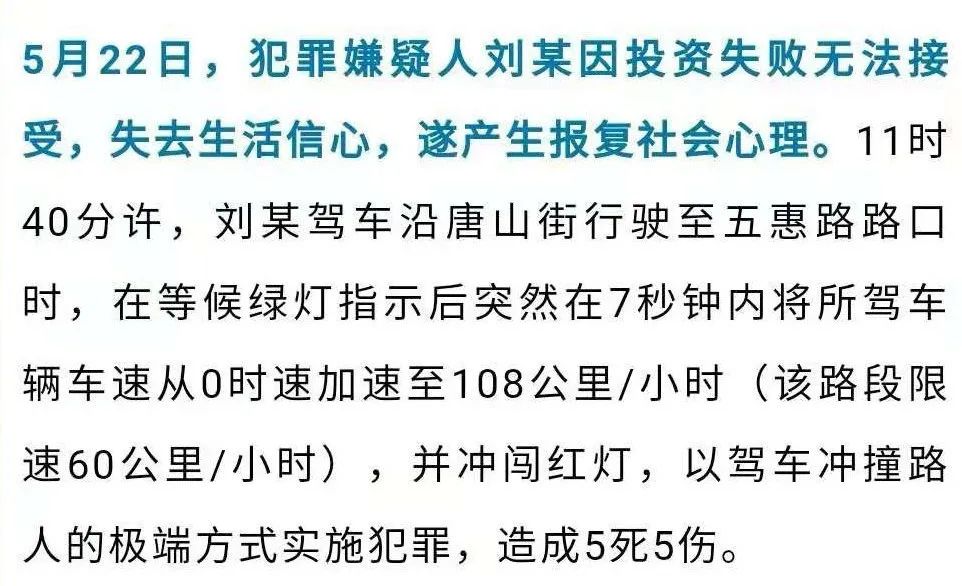 5月22日，犯罪嫌疑人刘某因投资失败无法接
受，失去生活信心，遂产生报复社会心理。11时
40分许，刘某驾车沿唐山街行驶至五惠路路口
时，在等候绿灯指示后突然在7秒钟内将所驾车
辆车速从0时速加速至108公里/小时（该路段限
速60公里/小时），并冲闯红灯，以驾车冲撞路
人的极端方式实施犯罪，造成5死5伤。